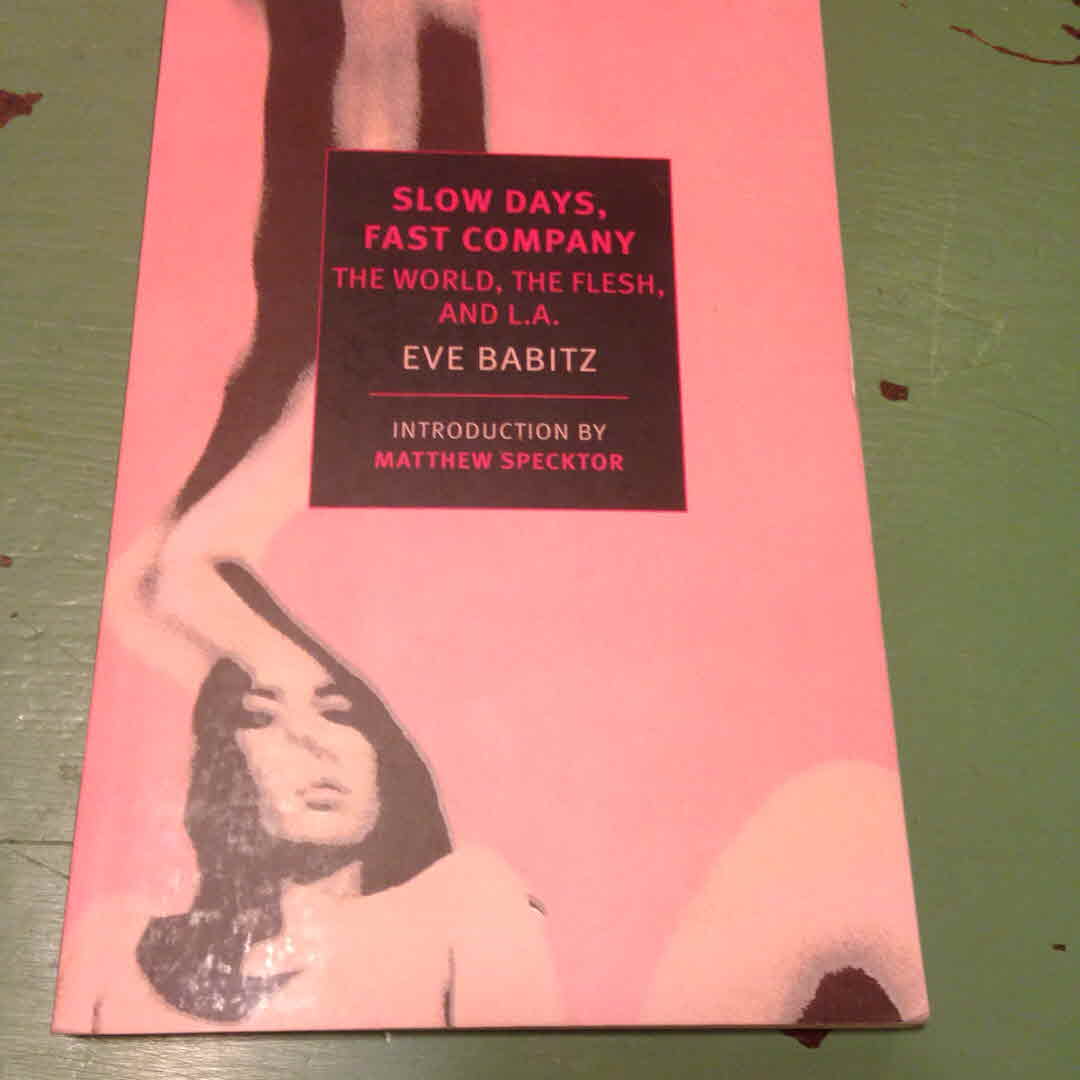 SLOW DAYS,
FAST COMPANY
THE WORLD, THE FLESH,
AND L.A.
EVE BABITZ
INTRODUCTION BY
MATTHEW SPECKTOR